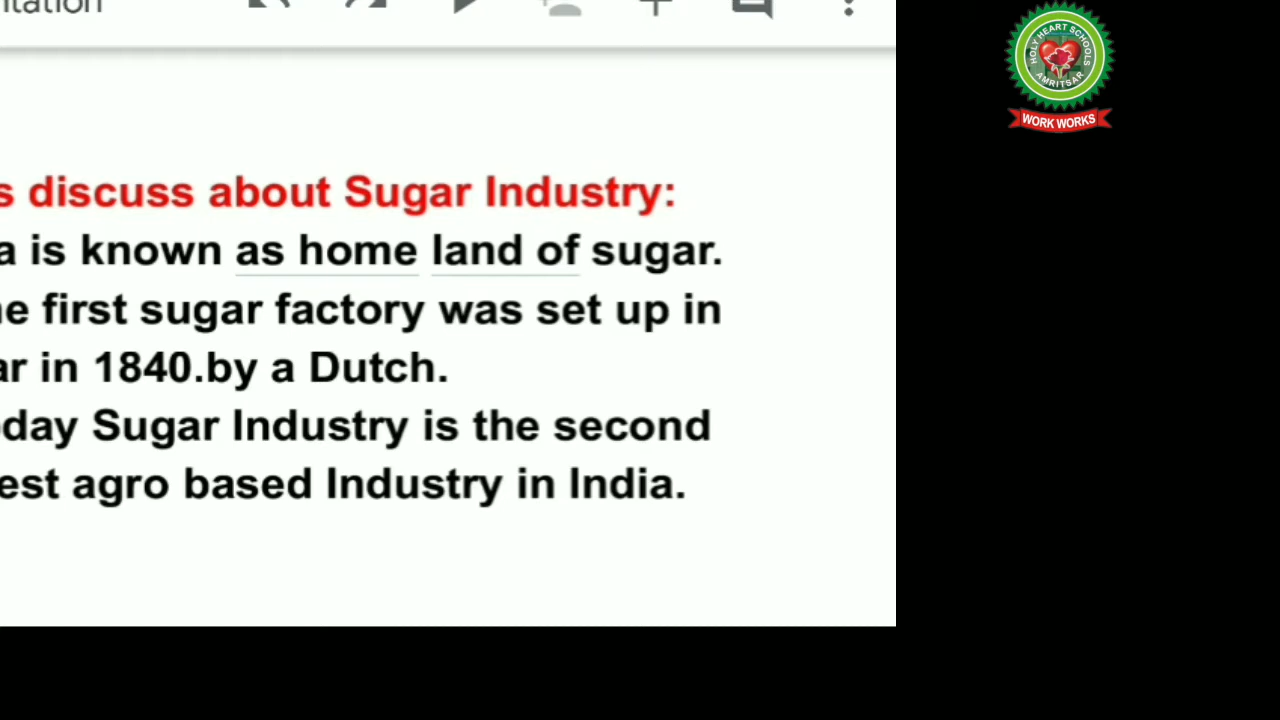 ntation
HOLY HEART SCHOOLS
AMRITSAR
WORK WORKS
s discuss about Sugar Industry:
a is known as home land of sugar.
e first sugar factory was set up in
ar in 1840.by a Dutch.
day Sugar Industry is the second
est agro based Industry in India.